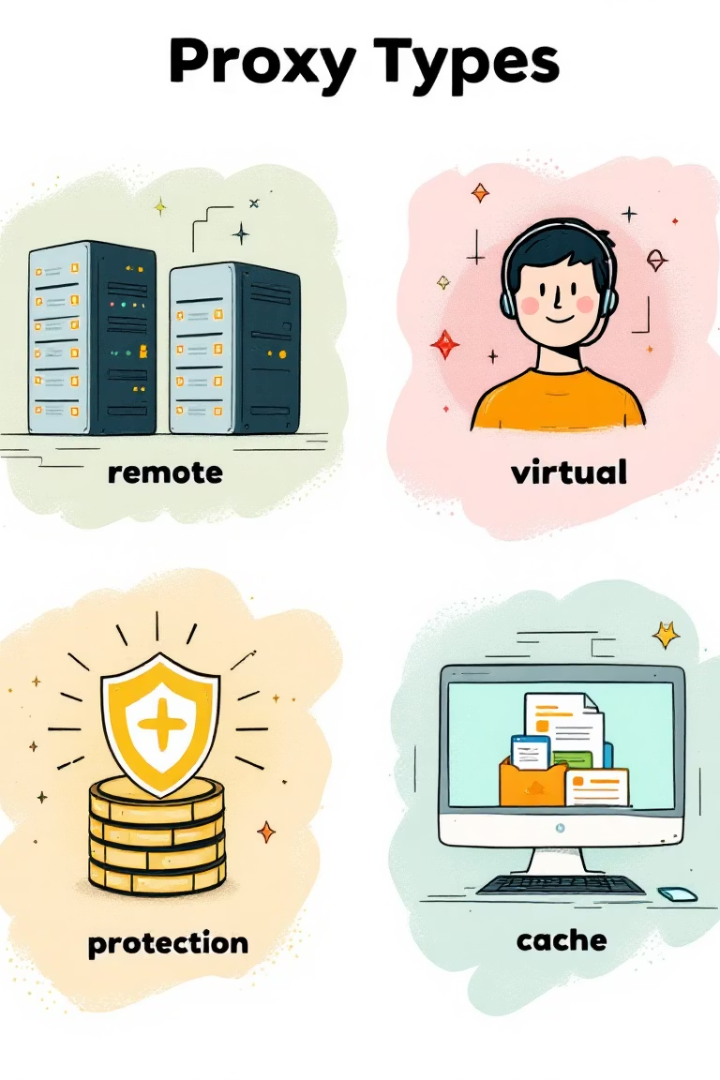 Proxy Types
remote
virtual
protection
cache